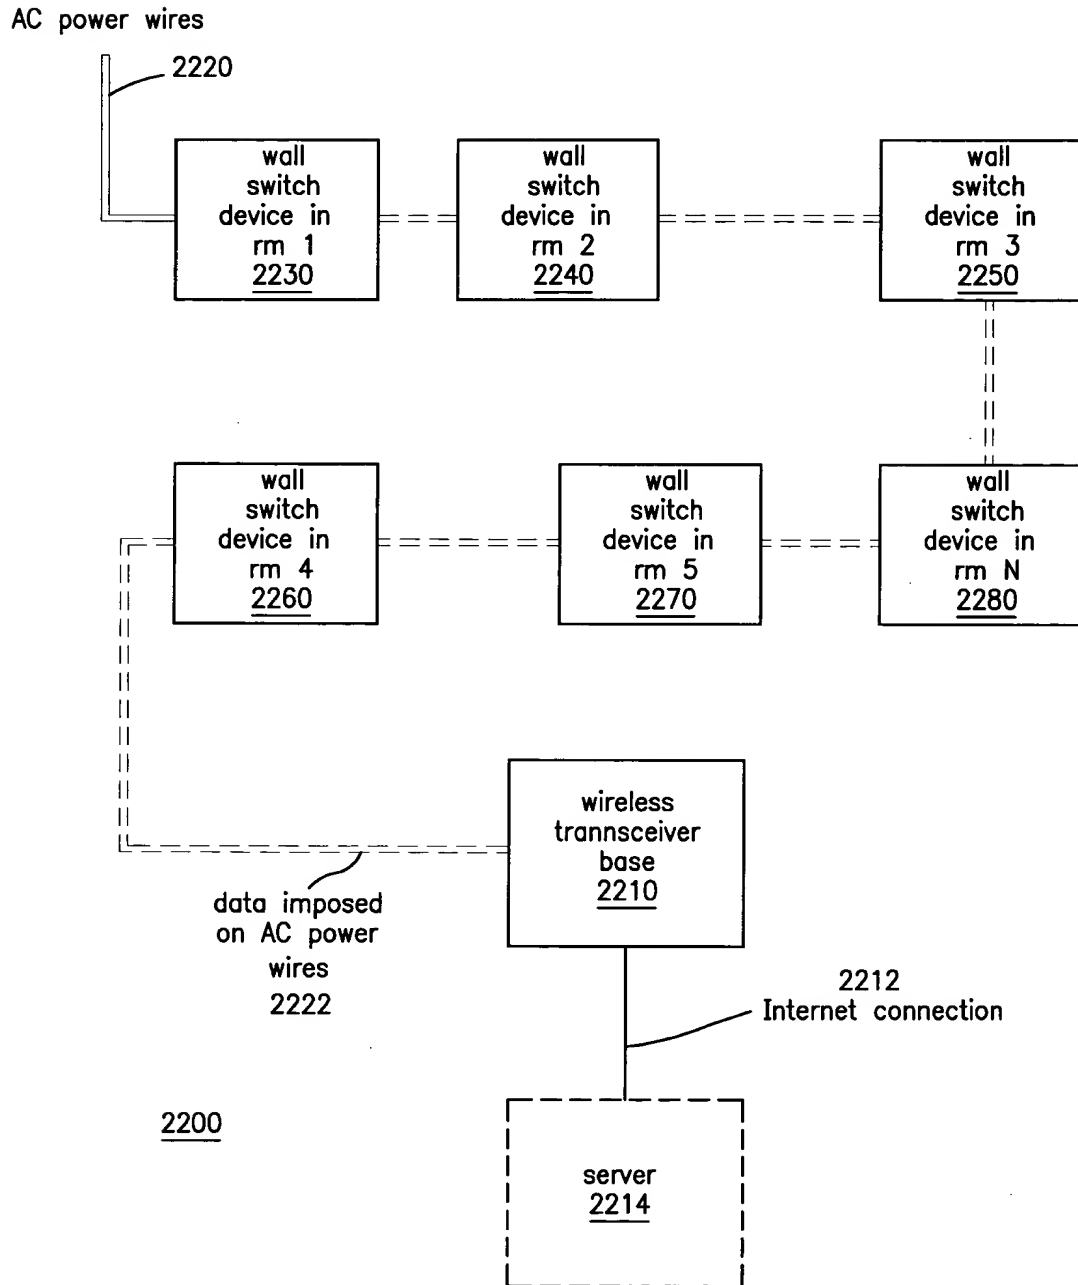 AC power wires
2220
wall
switch
device in
rm 1
2230
wall
switch
device in
rm 2
2240
wall
switch
device in
rm 3
2250
wall
switch
device in
rm 4
2260
wall
switch
device in
rm 5
2270
wall
switch
device in
rm N
2280
wireless
trannsceiver
base
2210
data imposed
on AC power
wires
2222
2212
Internet connection
2200
server
2214